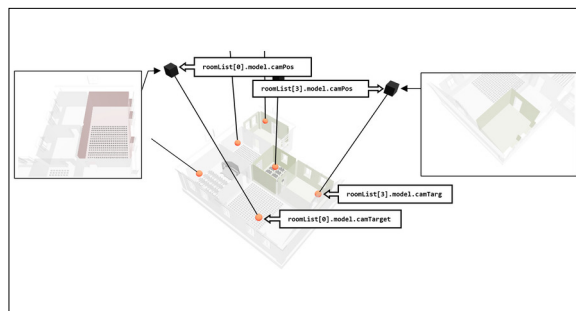 roomList[0].model.camPos
roomList[3].model.camPos
roomList[3].model.camTarg
roomList[0].model.camTarget